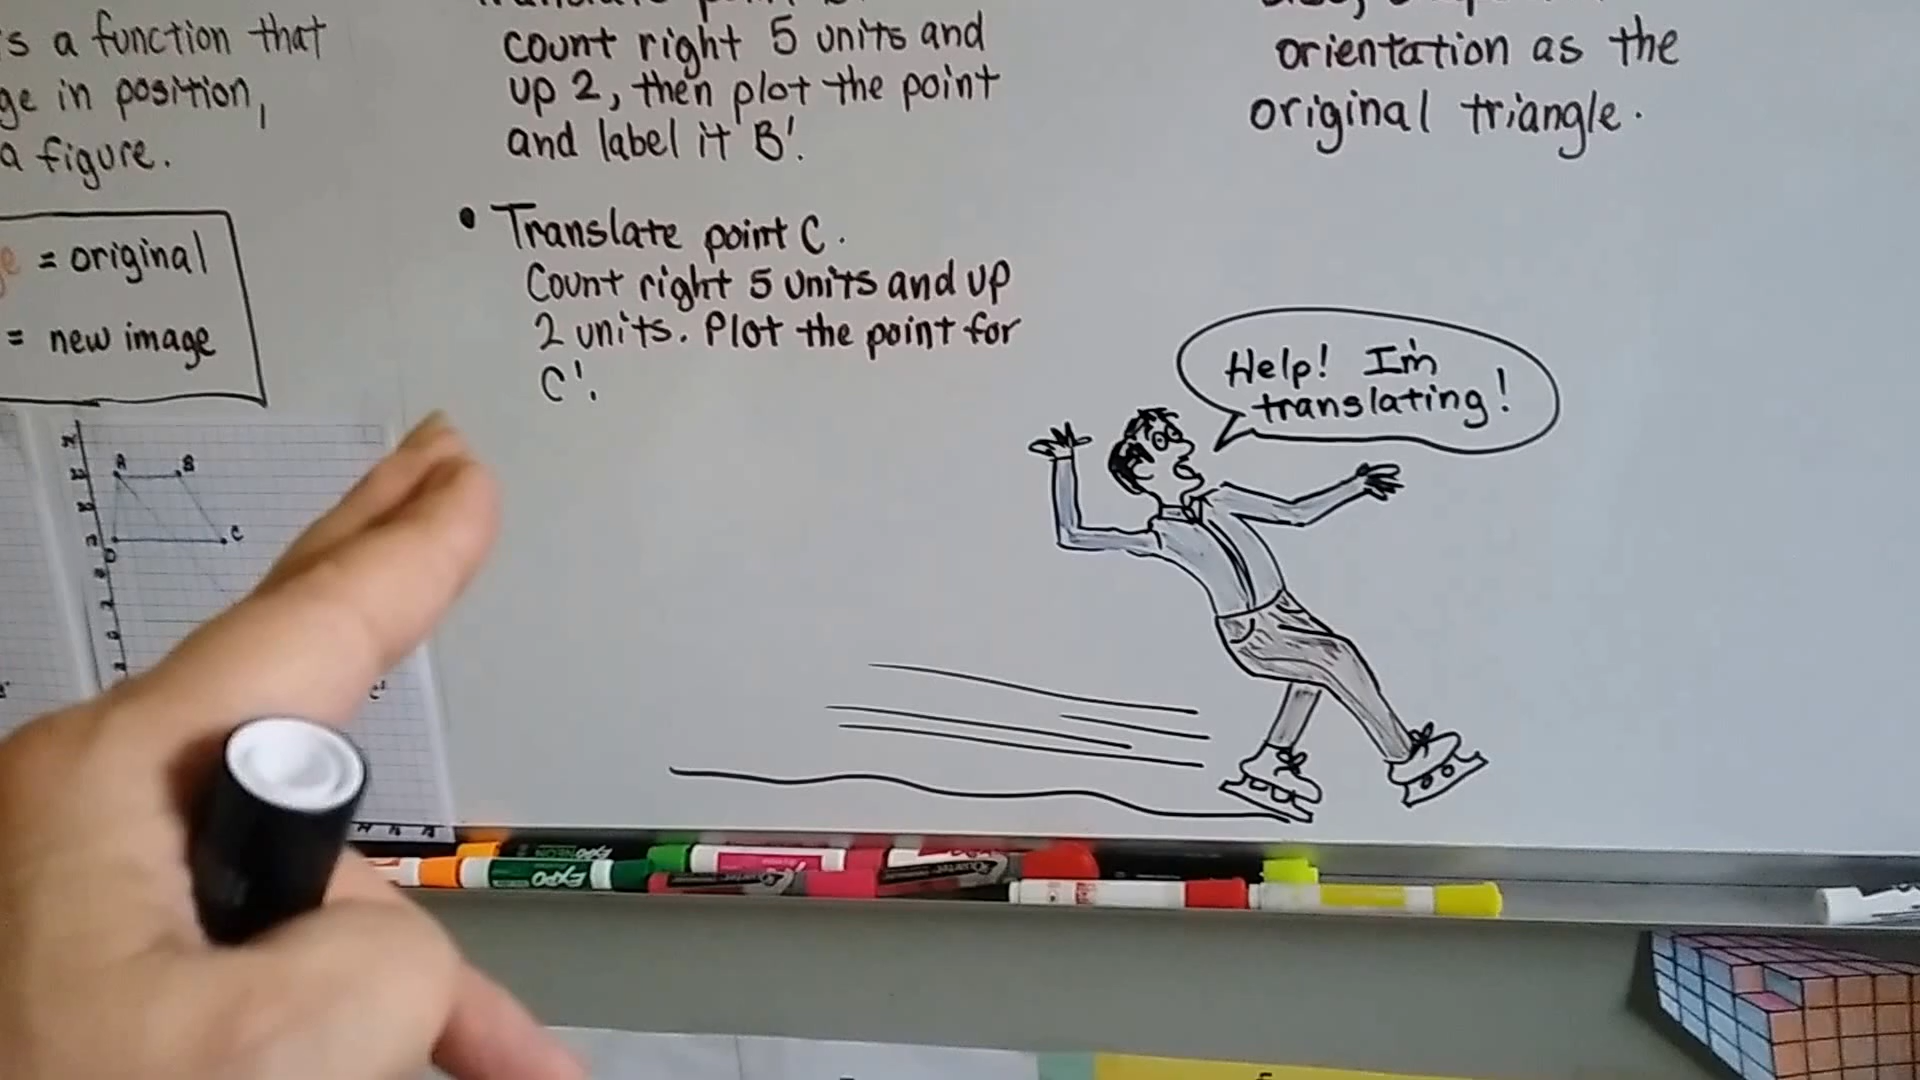 s a function that
ge in position,
a figure.
e = original
= new image
count right 5 units and
up 2, then plot the point
and label it B'.
• Translate point C.
Count right 5 units and up
2 units. Plot the point for
C'.
orientation as the
original triangle.
Help! I'm
translating!
A B
C
D
C'
EXPO